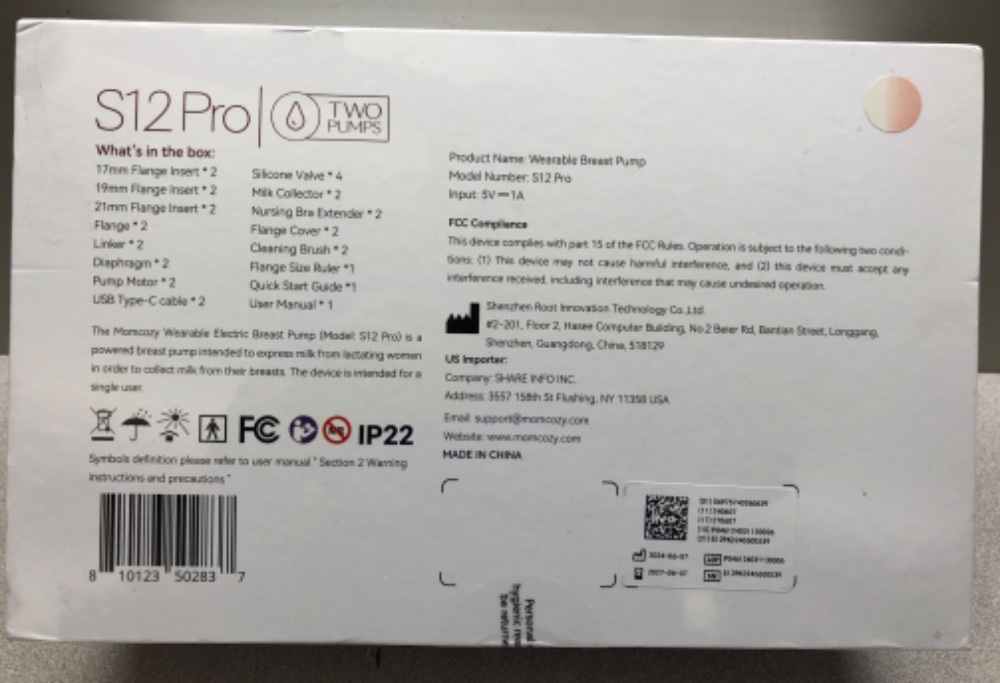 S12 Pro
TWO
PUMPS
What's in the box:
17mm Flange Insert * 2
19mm Flange Insert * 2
21mm Flange Insert * 2
Flange * 2
Linker * 2
Diaphragm * 2
Pump Motor * 2
USB Type-C cable * 2
Silicone Valve * 4
Milk Collector * 2
Nursing Bra Extender * 2
Flange Cover * 2
Cleaning Brush * 2
Flange Size Ruler *1
Quick Start Guide *1
User Manual * 1
The Momcozy Wearable Electric Breast Pump (Model: S12 Pro) is a
powered breast pump intended to express milk from lactating women
in order to collect milk from their breasts. The device is intended for a
single user.
FC
IP22
Symbols definition please refer to user manual " Section 2 Warning
instructions and precautions "
8 10123 50283 7
Product Name: Wearable Breast Pump
Model Number: S12 Pro
Input: 5V⎓1A
FCC Compliance
This device complies with part 15 of the FCC Rules. Operation is subject to the following two condi-
tions: (1) This device may not cause harmful interference, and (2) this device must accept any
interference received, including interference that may cause undesired operation.
Shenzhen Root Innovation Technology Co.,Ltd.
#2-201, Floor 2, Hasee Computer Building, No.2 Beier Rd, Bantian Street, Longgang,
Shenzhen, Guangdong, China, 518129
US Importer:
Company: SHARE INFO INC.
Address: 3557 158th St Flushing, NY 11358 USA
Email: support@momcozy.com
Website: www.momcozy.com
MADE IN CHINA
Personal
hygienic
be